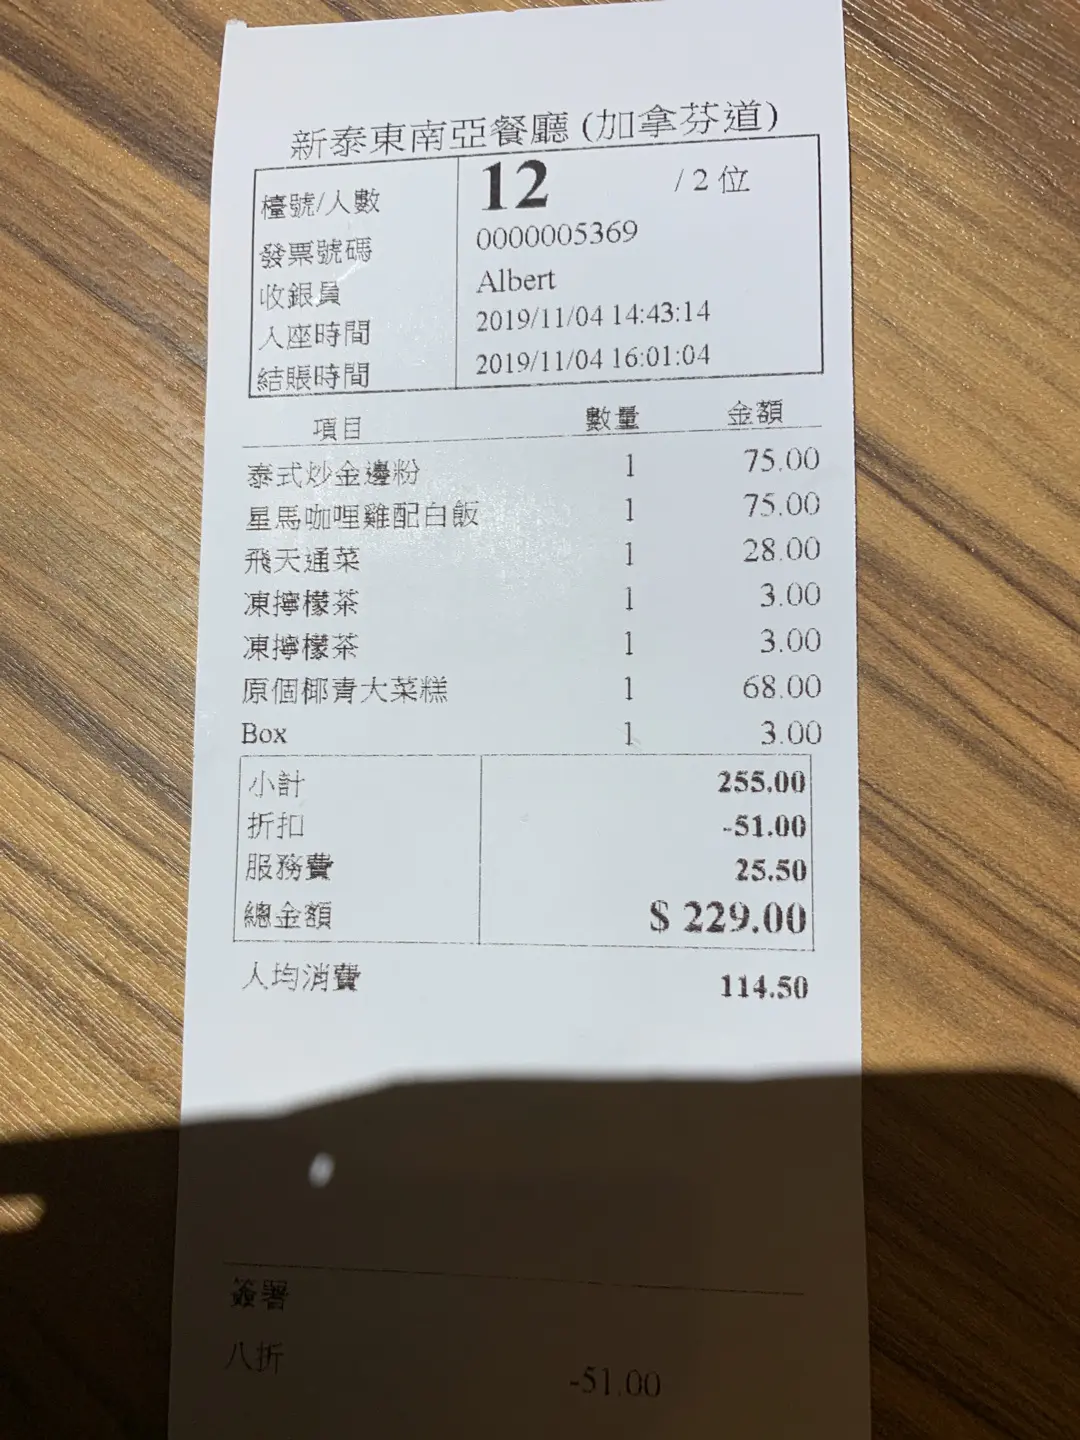 新泰東南亞餐廳 (加拿芬道)
檯號/人數 12 / 2 位
發票號碼 0000005369
收銀員 Albert
入座時間 2019/11/04 14:43:14
結賬時間 2019/11/04 16:01:04
項目 數量 金額
泰式炒金邊粉 1 75.00
星馬咖哩雞配白飯 1 75.00
飛天通菜 1 28.00
凍擰檬茶 1 3.00
凍擰檬茶 1 3.00
原個椰青大菜糕 1 68.00
Box 1 3.00
小計 255.00
折扣 -51.00
服務費 25.50
總金額 $ 229.00
人均消費 114.50
簽署
八折 -51.00